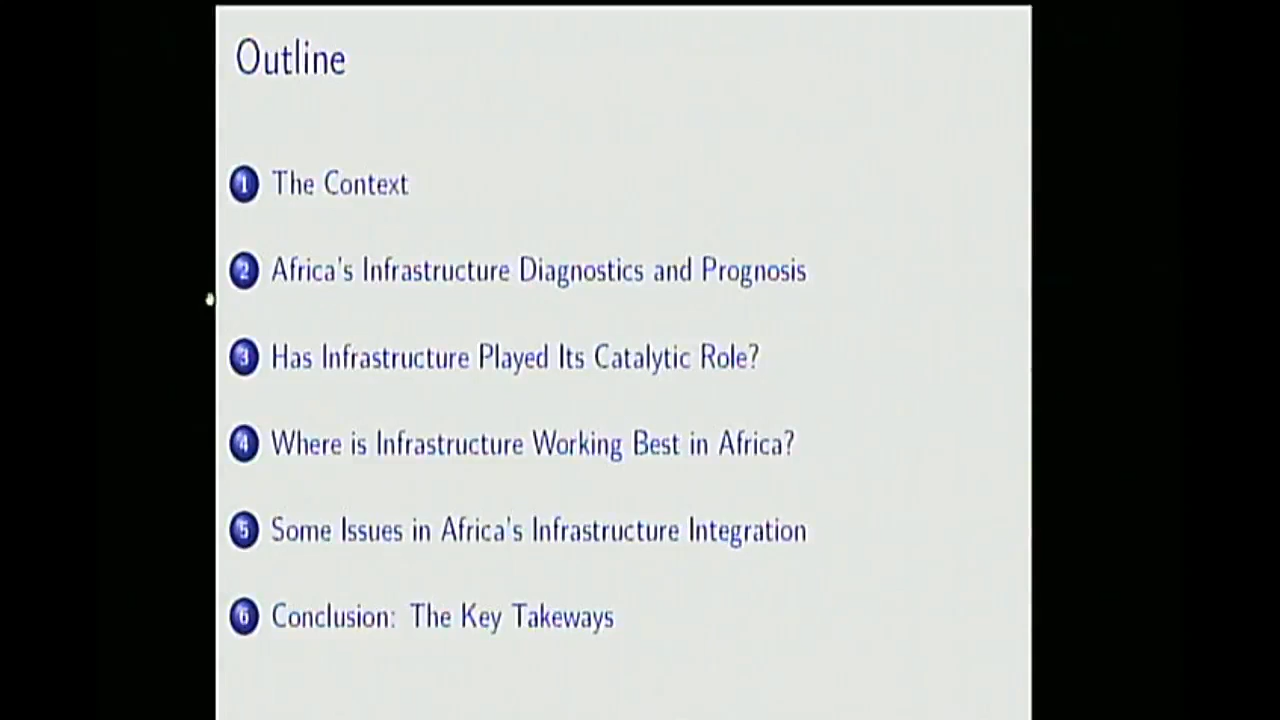 Outline
1 The Context
2 Africa's Infrastructure Diagnostics and Prognosis
3 Has Infrastructure Played Its Catalytic Role?
4 Where is Infrastructure Working Best in Africa?
5 Some Issues in Africa's Infrastructure Integration
6 Conclusion: The Key Takeways